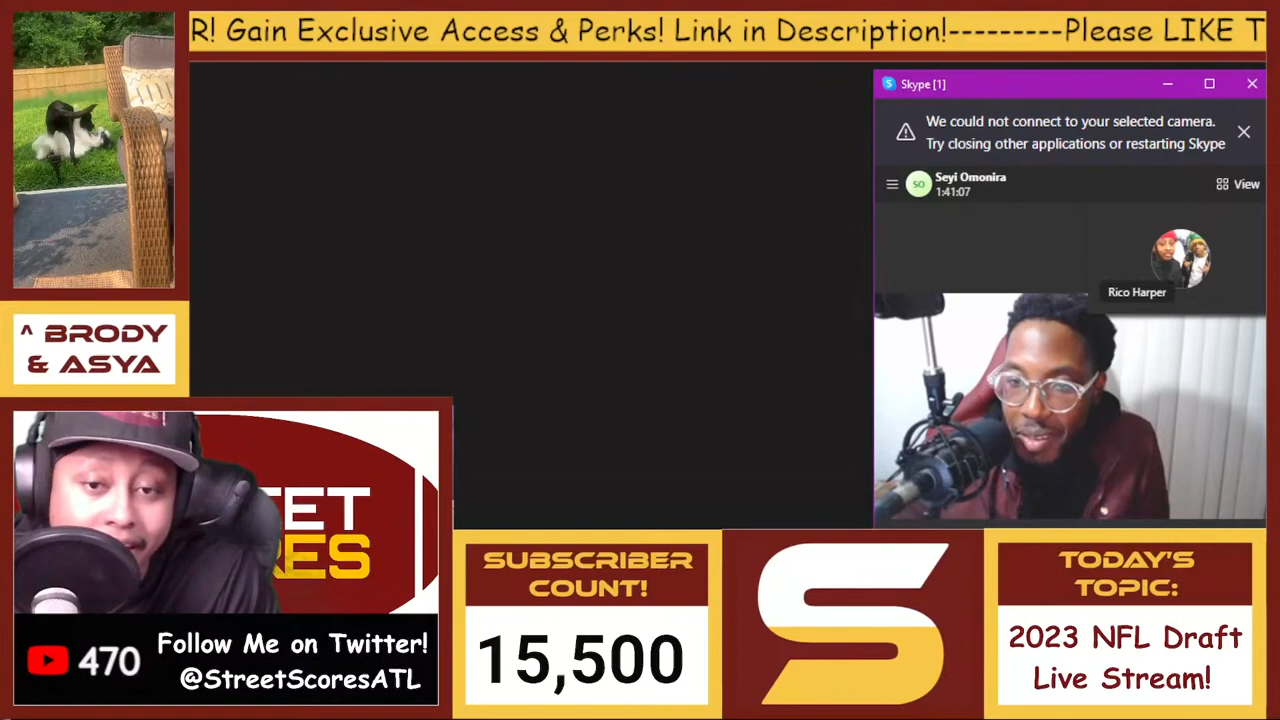 R! Gain Exclusive Access & Perks! Link in Description!---------Please LIKE T
Skype [1]
We could not connect to your selected camera.
Try closing other applications or restarting Skype
SO
Seyi Omonira
1:41:07
View
Rico Harper
^ BRODY
& ASYA
ET
RES
470
Follow Me on Twitter!
@StreetScoresATL
SUBSCRIBER
COUNT!
15,500
S
TODAY'S
TOPIC:
2023 NFL Draft
Live Stream!